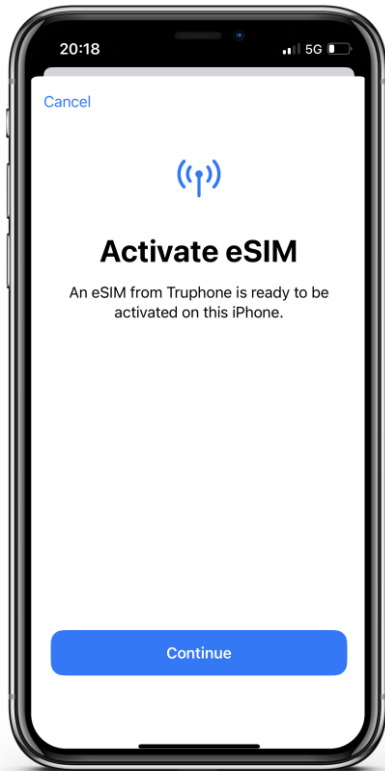 20:18
5G
Cancel
Activate eSIM
An eSIM from Truphone is ready to be
activated on this iPhone.
Continue